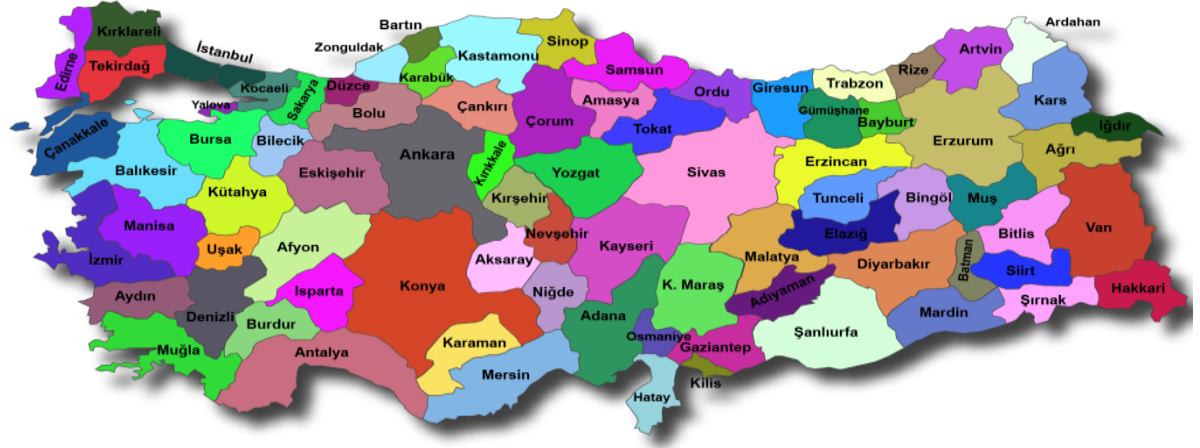 Bartın
Ardahan
Kırklareli
Sinop
Artvin
İstanbul
Zonguldak
Kastamonu
Edirne
Tekirdağ
Karabük
Samsun
Rize
Trabzon
Kocaeli
Düzce
Ordu
Giresun
Kars
Yalova
Sakarya
Çankırı
Amasya
Gümüşhane
Bolu
Çorum
Tokat
Bayburt
Iğdır
Çanakkale
Bursa
Bilecik
Ankara
Erzurum
Ağrı
Balıkesir
Eskişehir
Kırıkkale
Yozgat
Sivas
Erzincan
Kütahya
Kırşehir
Tunceli
Bingöl
Muş
Manisa
Uşak
Afyon
Nevşehir
Kayseri
Elazığ
Bitlis
Van
İzmir
Aksaray
Malatya
Diyarbakır
Batman
Siirt
Aydın
Isparta
Konya
Niğde
K. Maraş
Adıyaman
Hakkari
Denizli
Burdur
Adana
Şanlıurfa
Mardin
Şırnak
Muğla
Antalya
Karaman
Osmaniye
Gaziantep
Mersin
Kilis
Hatay